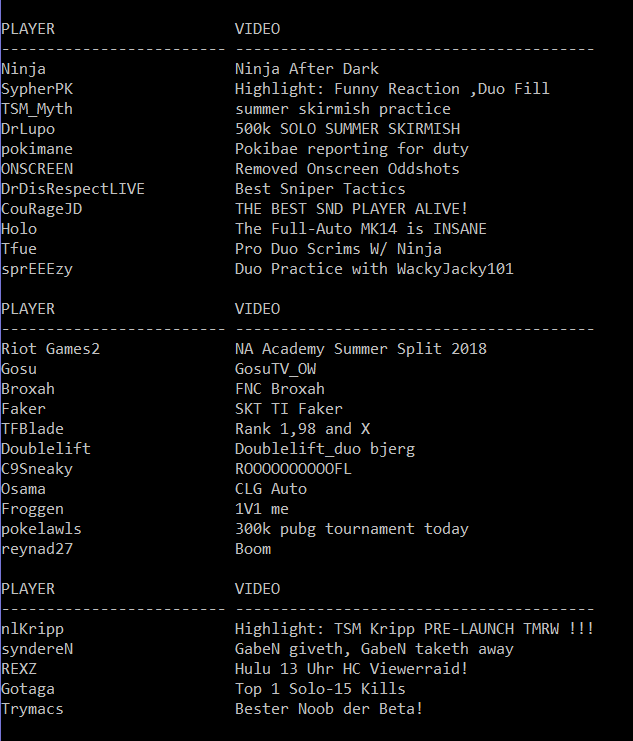 PLAYER VIDEO
------------------------- ----------------------------------------
Ninja Ninja After Dark
SypherPK Highlight: Funny Reaction ,Duo Fill
TSM_Myth summer skirmish practice
DrLupo 500k SOLO SUMMER SKIRMISH
pokimane Pokibae reporting for duty
ONSCREEN Removed Onscreen Oddshots
DrDisRespectLIVE Best Sniper Tactics
CouRageJD THE BEST SND PLAYER ALIVE!
Holo The Full-Auto MK14 is INSANE
Tfue Pro Duo Scrims W/ Ninja
sprEEEzy Duo Practice with WackyJacky101
PLAYER VIDEO
------------------------- ----------------------------------------
Riot Games2 NA Academy Summer Split 2018
Gosu GosuTV_OW
Broxah FNC Broxah
Faker SKT TI Faker
TFBlade Rank 1,98 and X
Doublelift Doublelift_duo bjerg
C9Sneaky ROOOOOOOOOOFL
Osama CLG Auto
Froggen 1V1 me
pokelawls 300k pubg tournament today
reynad27 Boom
PLAYER VIDEO
------------------------- ----------------------------------------
nlKripp Highlight: TSM Kripp PRE-LAUNCH TMRW !!!
syndereN GabeN giveth, GabeN taketh away
REXZ Hulu 13 Uhr HC Viewerraid!
Gotaga Top 1 Solo-15 Kills
Trymacs Bester Noob der Beta!